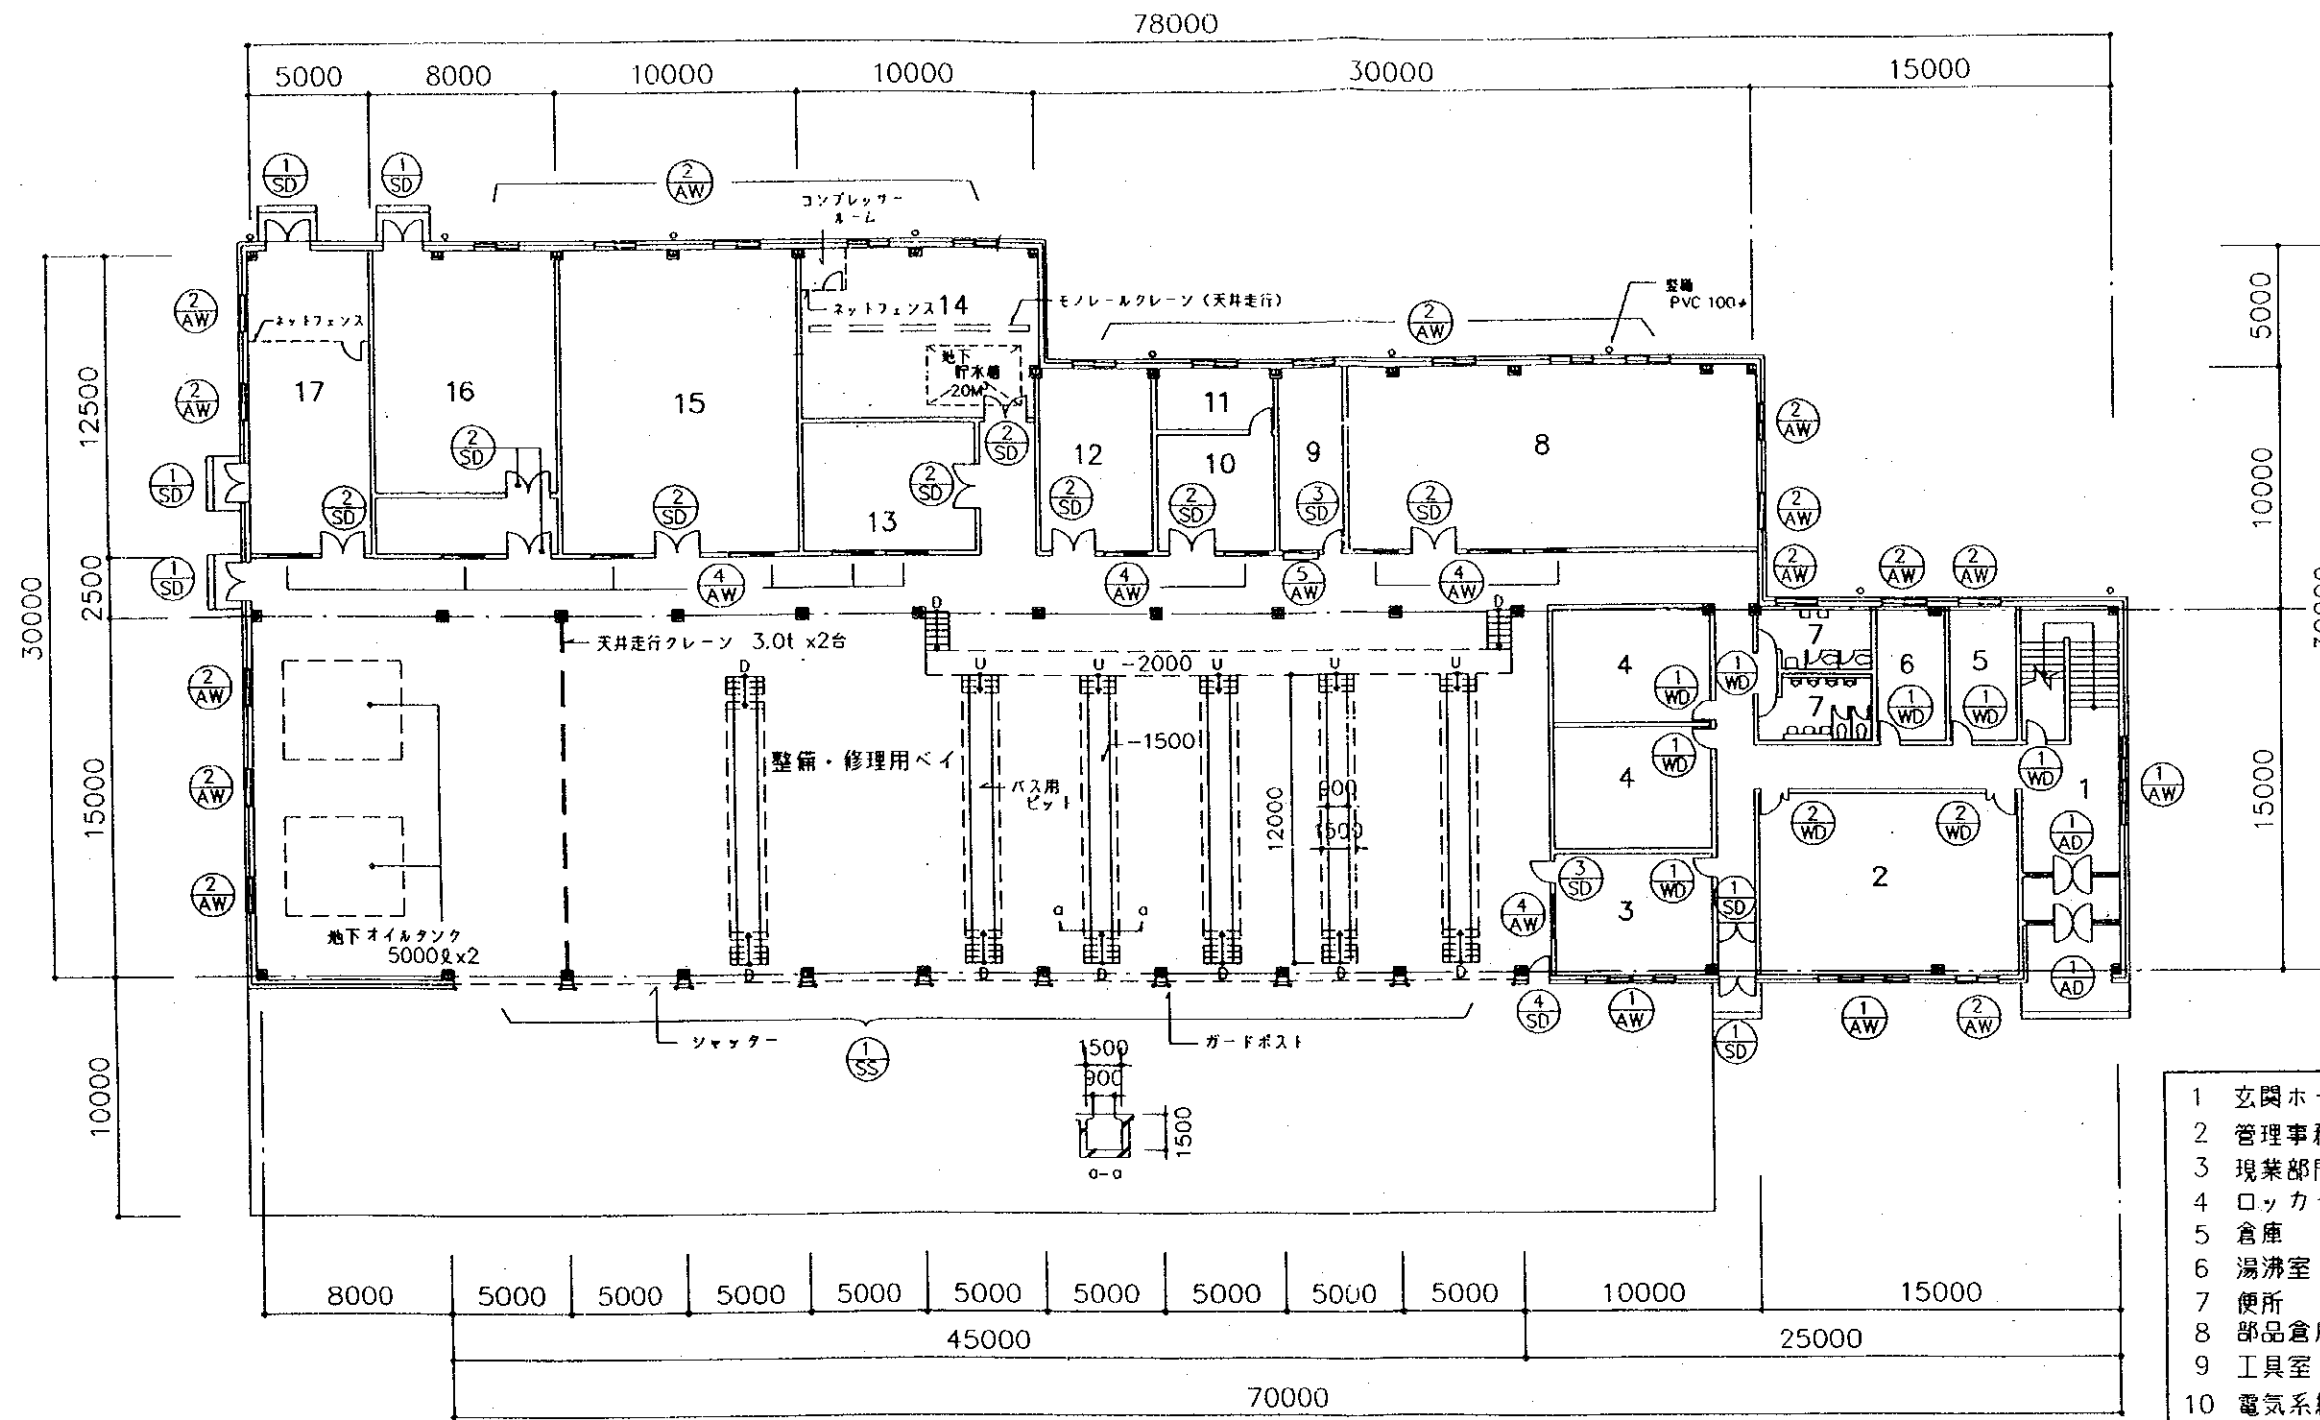 78000
5000 8000 10000 10000 30000 15000
1 SD
1 SD
2 AW
コンプレッサー
ルーム
ネットフェンス
14
モノレールクレーン（天井走行）
2 AW
竪樋
PVC 100φ
5000
2 AW
ネットフェンス
地下
貯水槽
20M³
12500
17
16
15
11
2 AW
2 AW
2 SD
2 SD
12
10
9
8
2 AW
10000
1 SD
2 SD
2 SD
2 SD
13
2 SD
2 SD
3 SD
2 SD
2 AW
2 AW
2 AW
2 AW
1 SD
4 AW
4 AW
5 AW
4 AW
30000
2500
D
D
天井走行クレーン 3.0t x2台
7
4
6
5
-2000
D
U
U
U
U
U
1 WD
1 WD
1 WD
1 WD
2 AW
7
整備・修理用ベイ
-1500
バス用
ピット
1 WD
1 WD
1
1 AW
15000
15000
2 AW
900
1500
12000
4
2 WD
2 WD
1 AD
2 AW
3 SD
1 WD
1 SD
2
a
a
4 AW
3
地下オイルタンク
5000ℓx2
D
D
D
D
D
D
4 SD
1 AW
1 SD
1 AW
2 AW
1 AD
シャッター
1 SS
ガードポスト
10000
1500
900
1500
a-a
8000 5000 5000 5000 5000 5000 5000 5000 5000 5000 10000 15000
45000 25000
70000
1 玄関ホ
2 管理事
3 現業部
4 ロッカ
5 倉庫
6 湯沸室
7 便所
8 部品倉
9 工具室
10 電気系